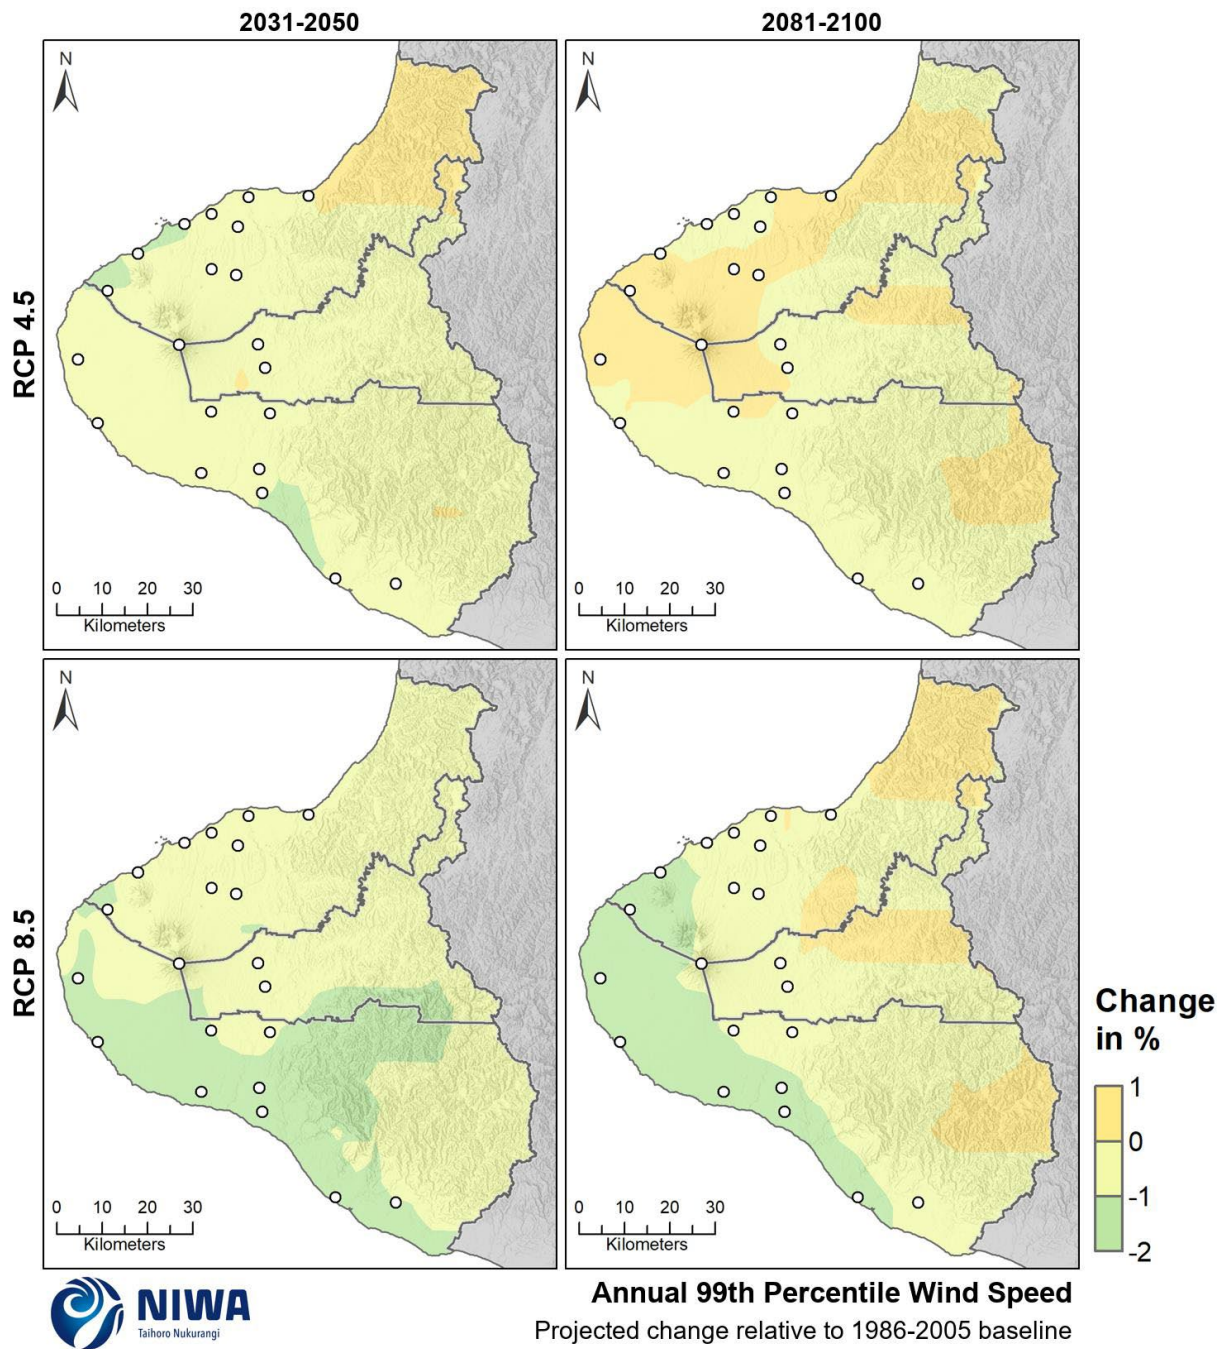 2031-2050
2081-2100
RCP 4.5
N
0 10 20 30
Kilometers
N
0 10 20 30
Kilometers
RCP 8.5
N
0 10 20 30
Kilometers
N
0 10 20 30
Kilometers
Change
in %
1
0
-1
-2
NIWA
Taihoro Nukurangi
Annual 99th Percentile Wind Speed
Projected change relative to 1986-2005 baseline